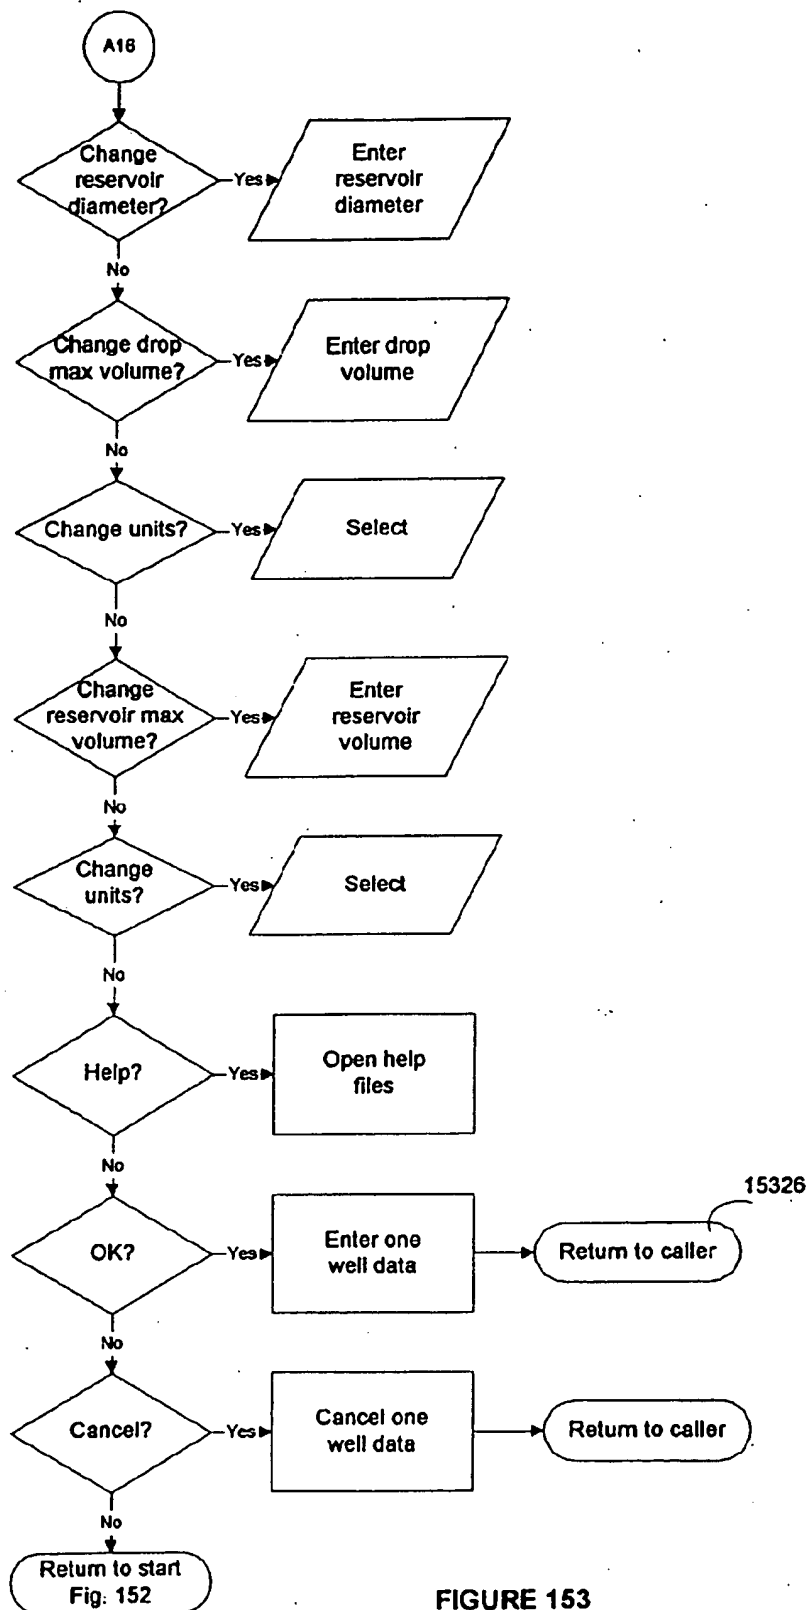 A16
Change
reservoir
diameter?
Yes
Enter
reservoir
diameter
No
Change drop
max volume?
Yes
Enter drop
volume
No
Change units?
Yes
Select
No
Change
reservoir max
volume?
Yes
Enter
reservoir
volume
No
Change
units?
Yes
Select
No
Help?
Yes
Open help
files
No
15326
OK?
Yes
Enter one
well data
Return to caller
No
Cancel?
Yes
Cancel one
well data
Return to caller
No
Return to start
Fig. 152
FIGURE 153